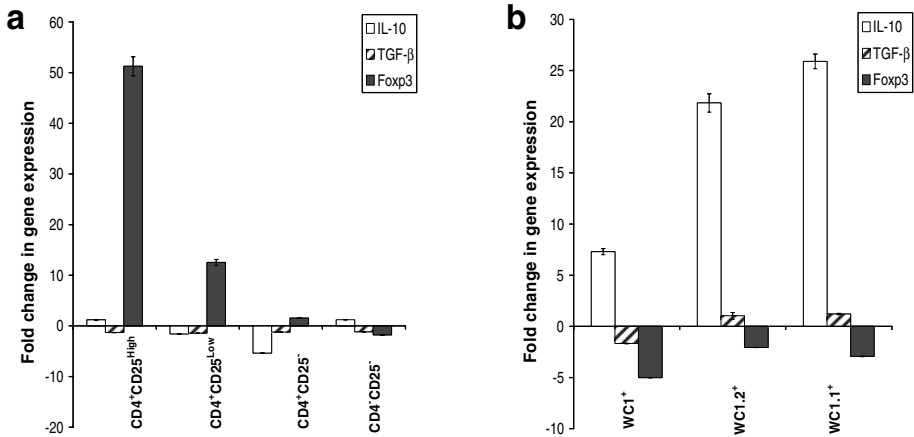 a
Fold change in gene expression
60
50
40
30
20
10
0
-10
-20
IL-10
TGF-β
Foxp3
CD4⁺CD25ᴴⁱᵍʰ
CD4⁺CD25ᴸᵒʷ
CD4⁺CD25⁻
CD4⁻CD25⁻
b
Fold change in gene expression
30
25
20
15
10
5
0
-5
-10
IL-10
TGF-β
Foxp3
WC1⁺
WC1.2⁺
WC1.1⁺